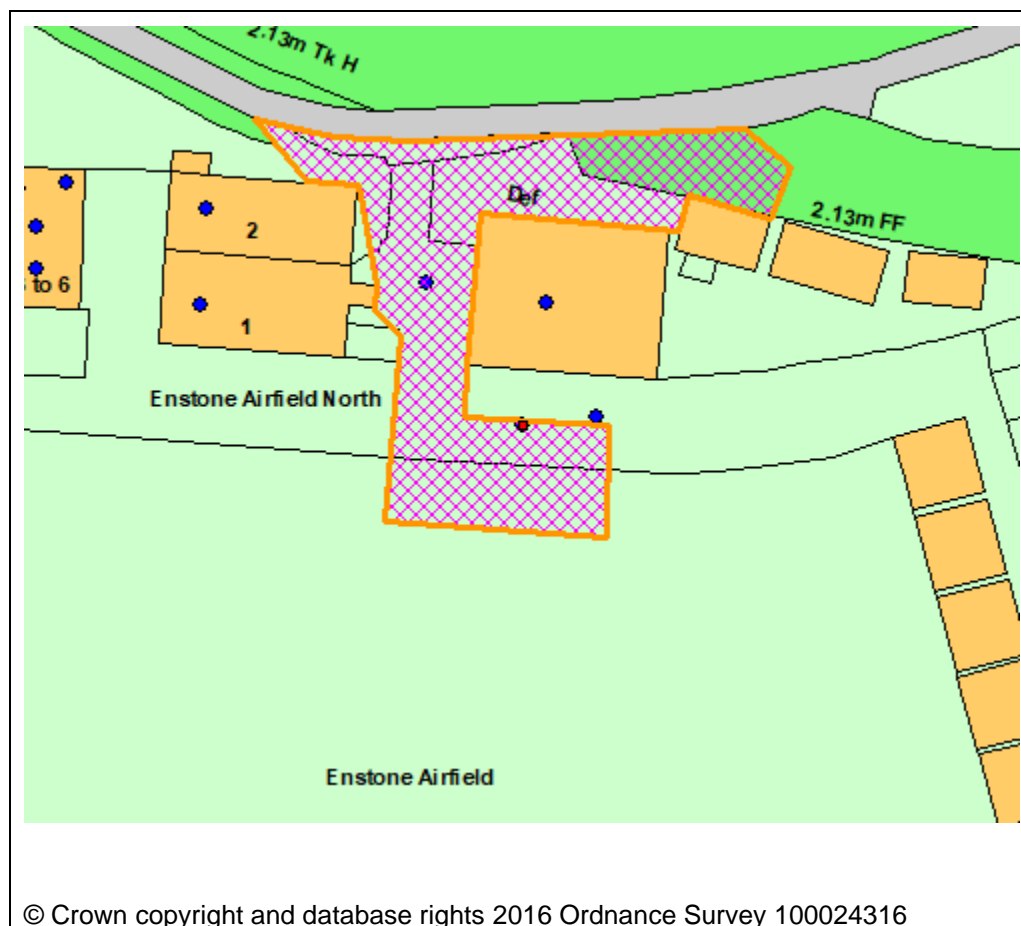 2.13m Tk H
Def
2.13m FF
2
to 6
1
Enstone Airfield North
Enstone Airfield
© Crown copyright and database rights 2016 Ordnance Survey 100024316